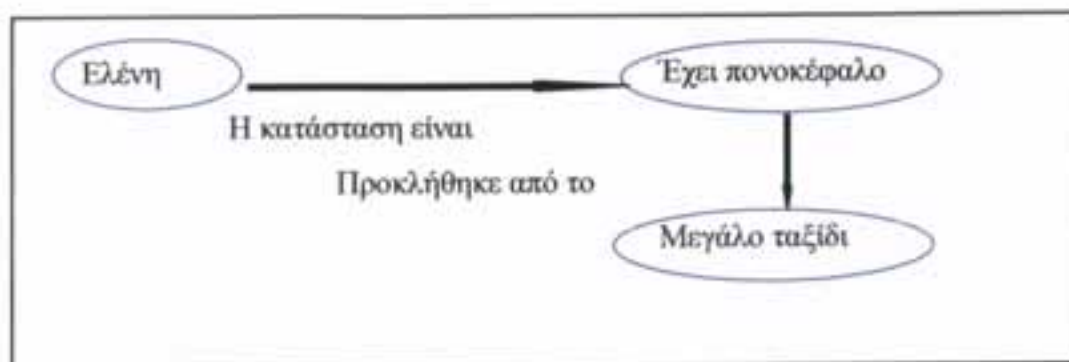 Ελένη
Έχει πονοκέφαλο
Η κατάσταση είναι
Προκλήθηκε από το
Μεγάλο ταξίδι